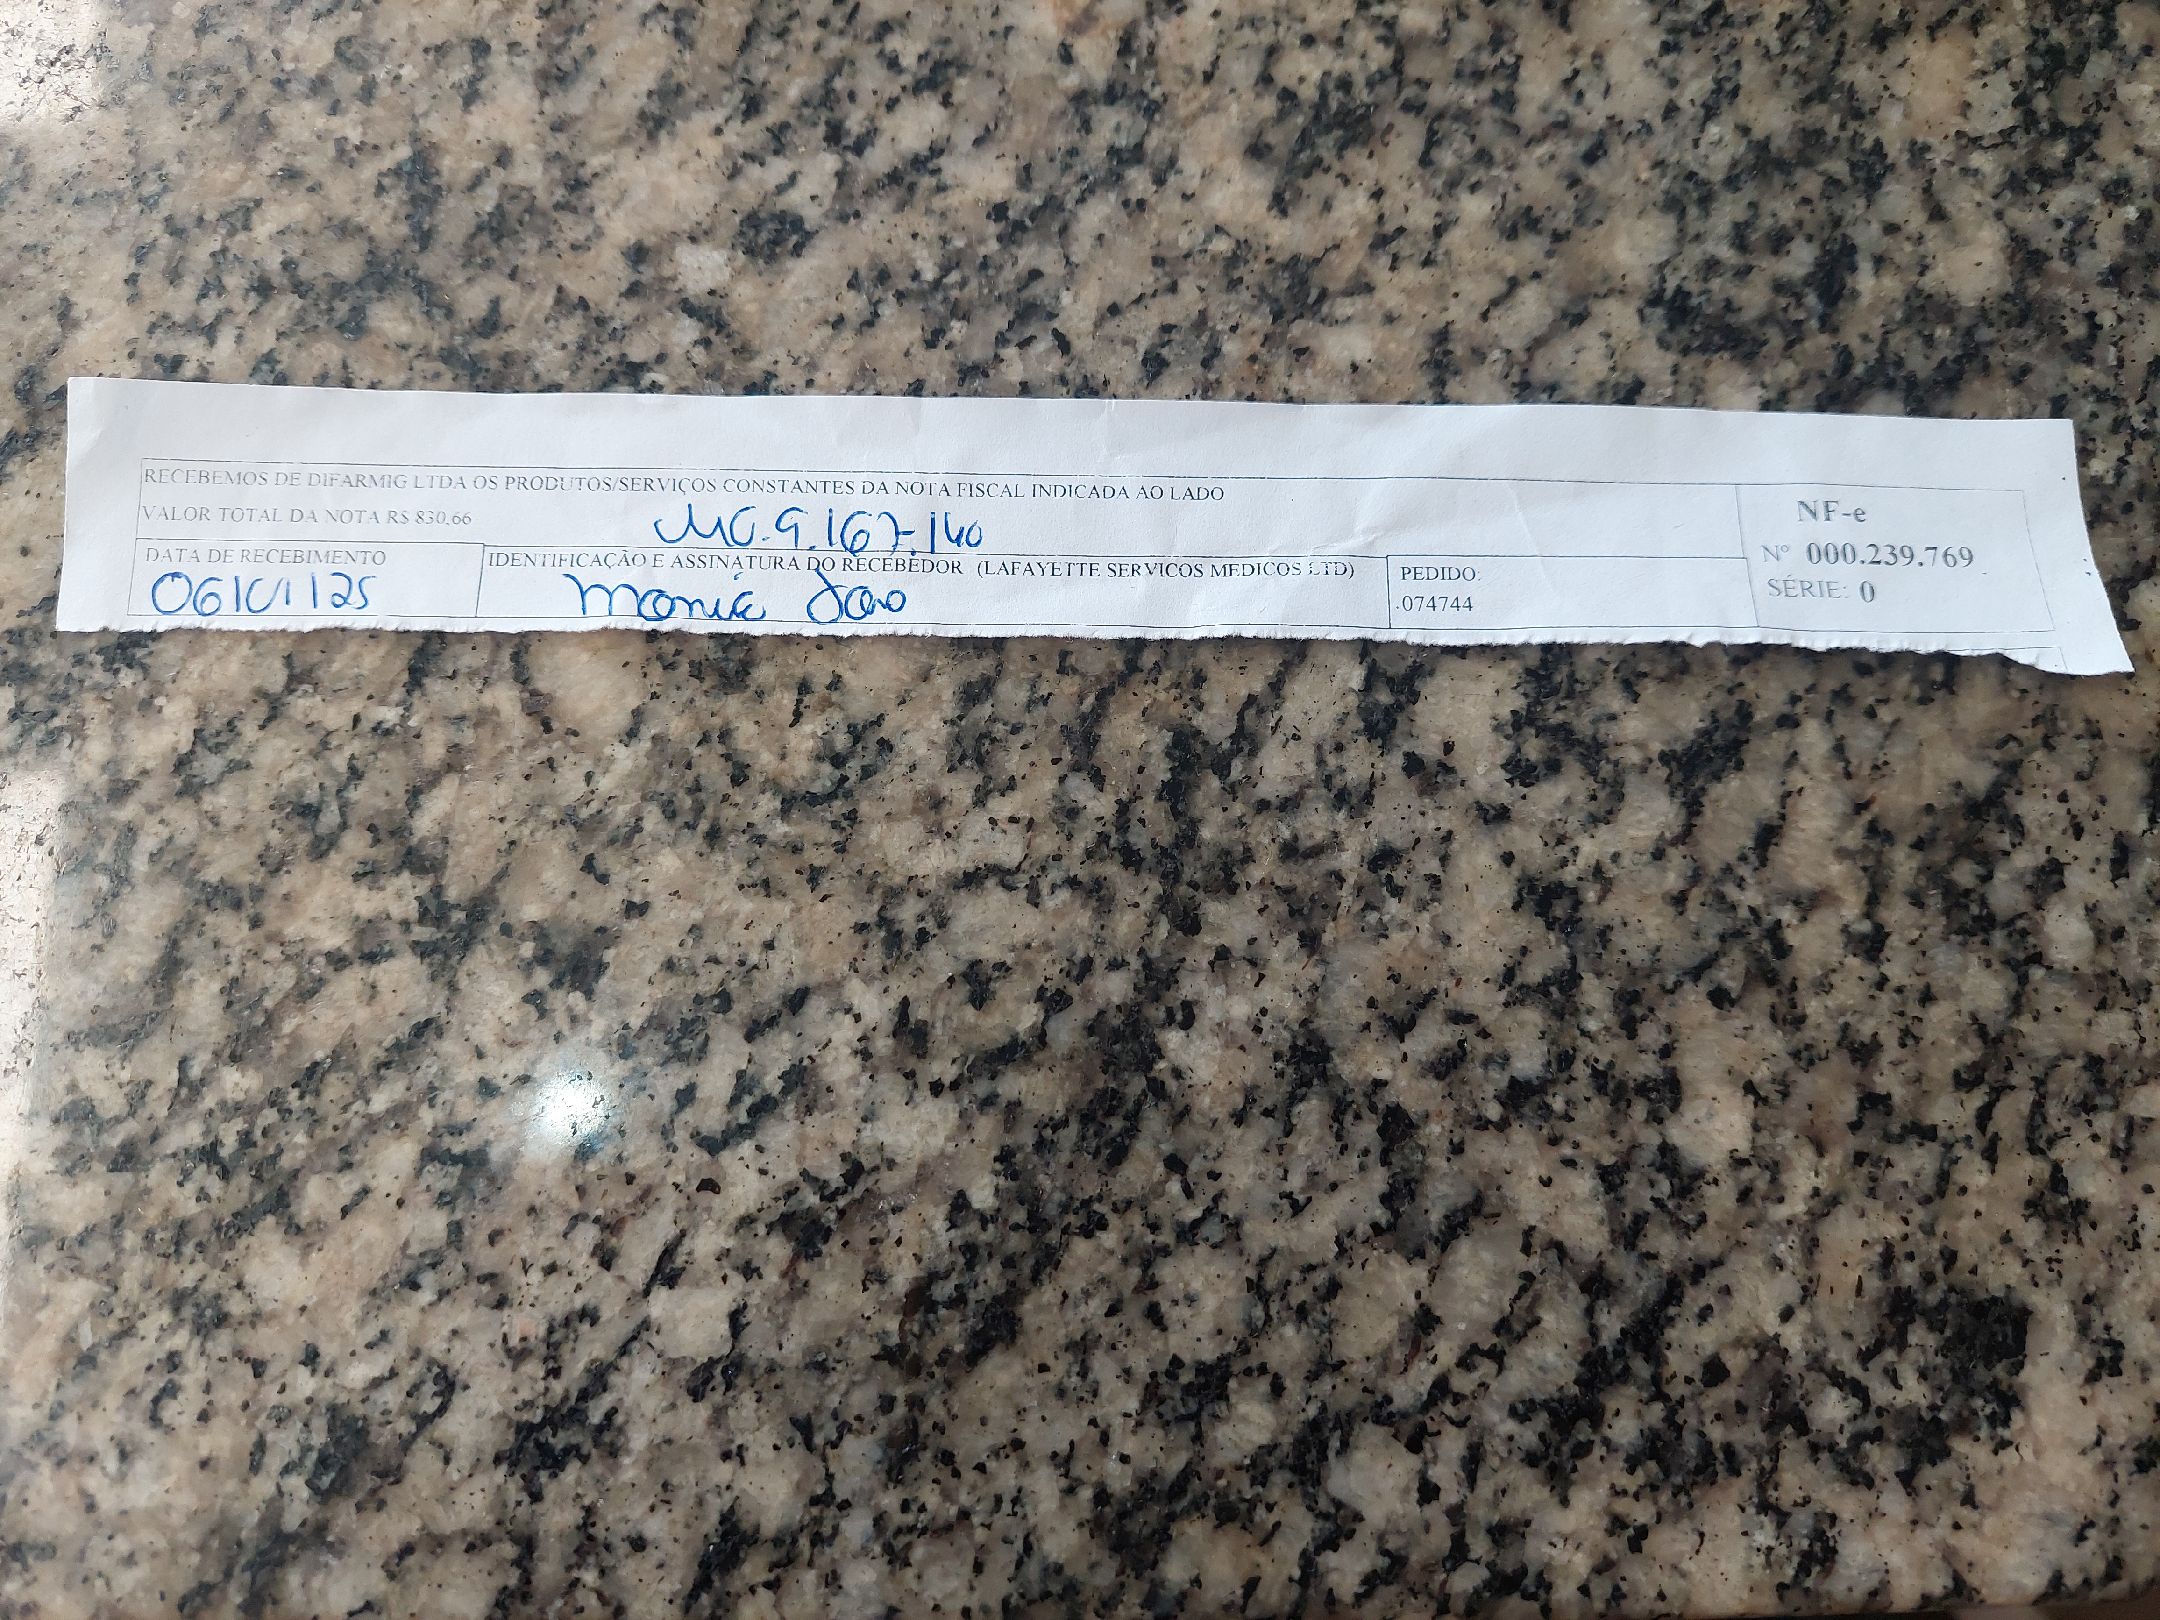 RECEBEMOS DE DIFARMIG LTDA OS PRODUTOS/SERVIÇOS CONSTANTES DA NOTA FISCAL INDICADA AO LADO
VALOR TOTAL DA NOTA R$ 830,66
9.167.140
DATA DE RECEBIMENTO
06/01/25
IDENTIFICAÇÃO E ASSINATURA DO RECEBEDOR (LAFAYETTE SERVICOS MEDICOS LTD)
PEDIDO:
.074744
NF-e
Nº 000.239.769
SÉRIE: 0